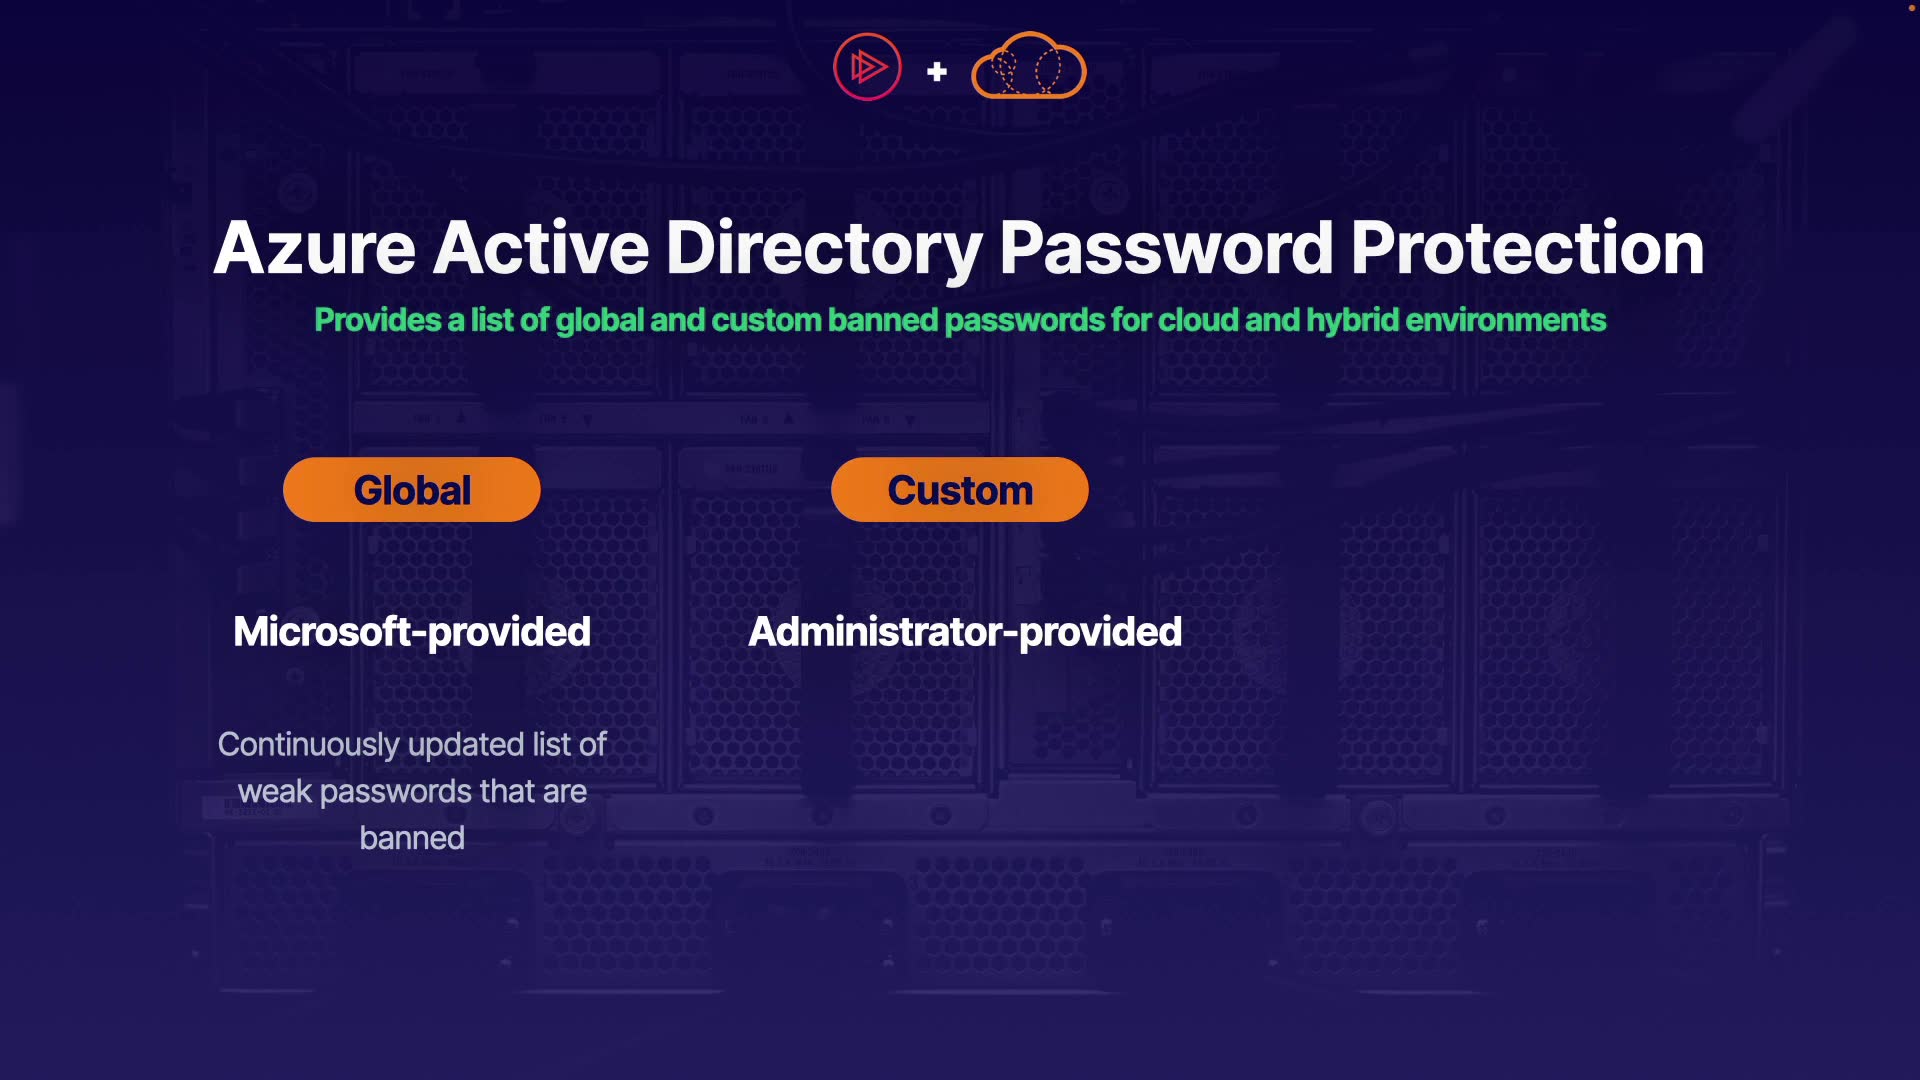 Azure Active Directory Password Protection
Provides a list of global and custom banned passwords for cloud and hybrid environments
Global
Custom
Microsoft-provided
Administrator-provided
Continuously updated list of
weak passwords that are
banned